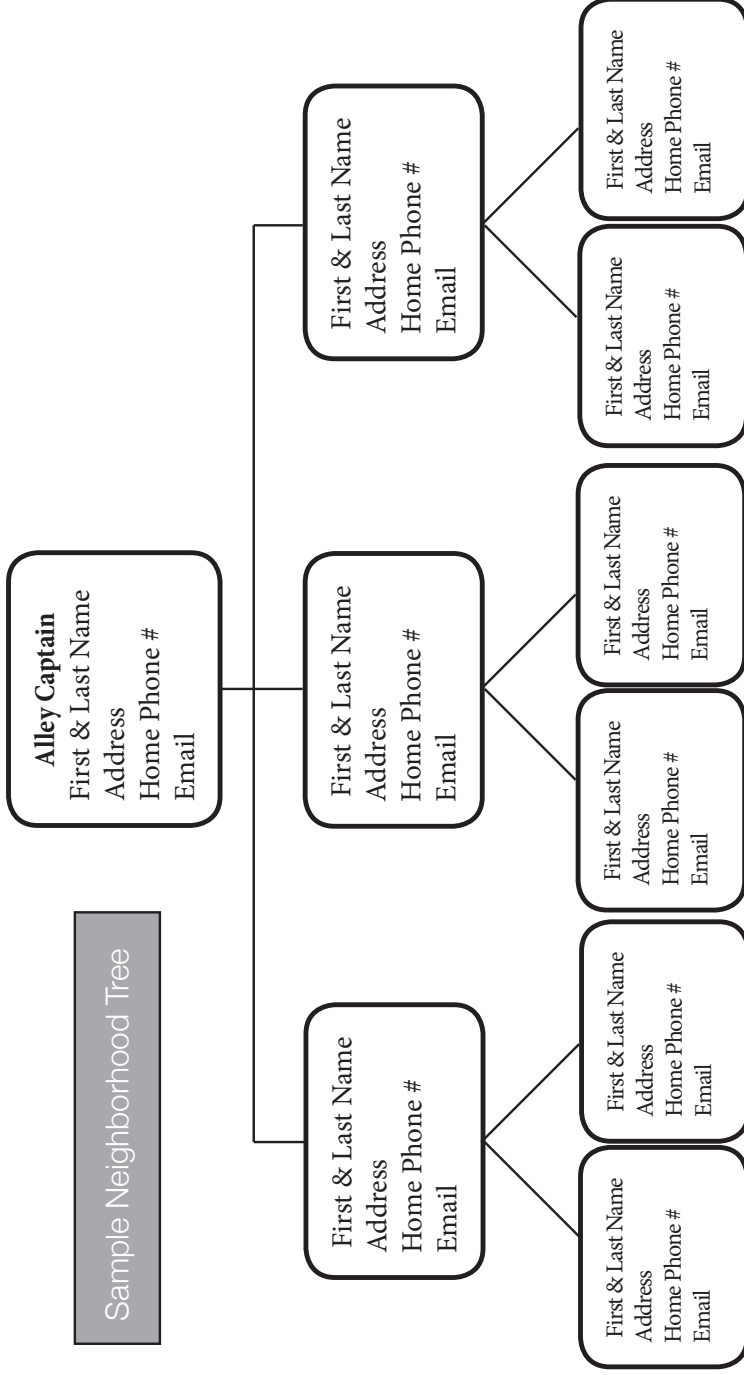 Sample Neighborhood Tree
Alley Captain
First & Last Name
Address
Home Phone #
Email
First & Last Name
Address
Home Phone #
Email
First & Last Name
Address
Home Phone #
Email
First & Last Name
Address
Home Phone #
Email
First & Last Name
Address
Home Phone #
Email
First & Last Name
Address
Home Phone #
Email
First & Last Name
Address
Home Phone #
Email
First & Last Name
Address
Home Phone #
Email
First & Last Name
Address
Home Phone #
Email
First & Last Name
Address
Home Phone #
Email